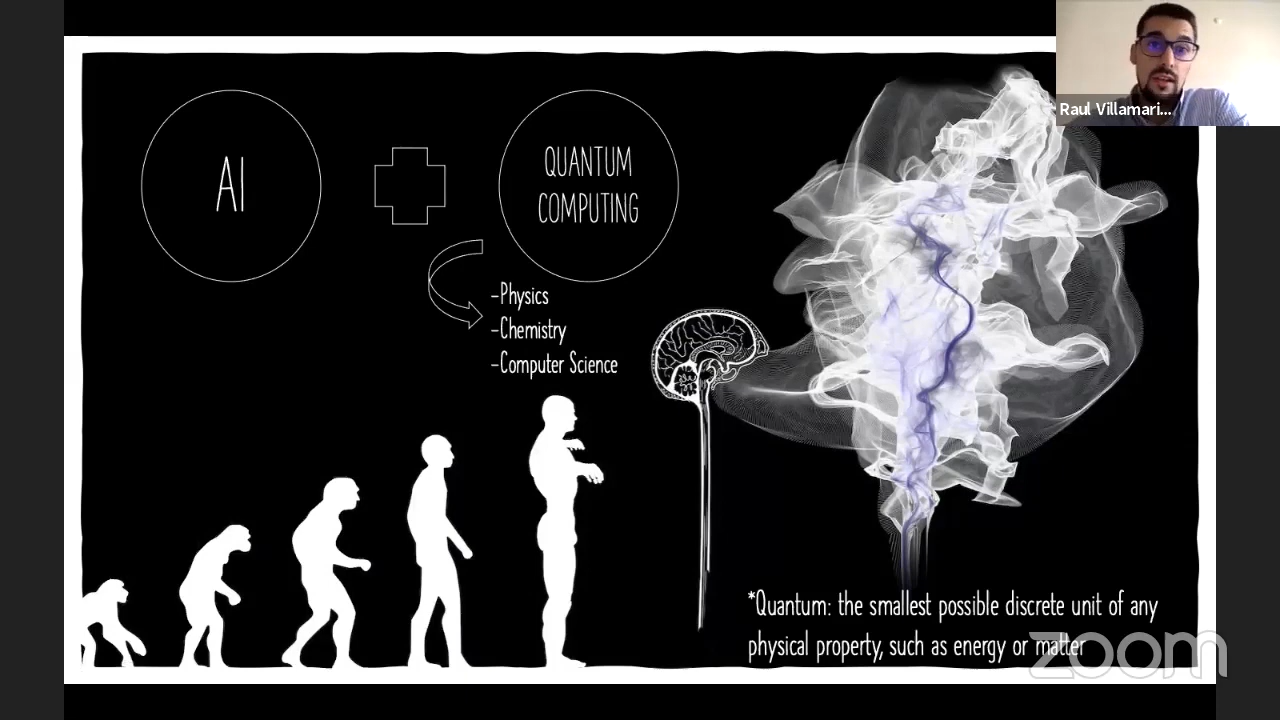 AI
QUANTUM
COMPUTING
-Physics
-Chemistry
-Computer Science
*Quantum: the smallest possible discrete unit of any
physical property, such as energy or matter
Raul Villamari...
zoom